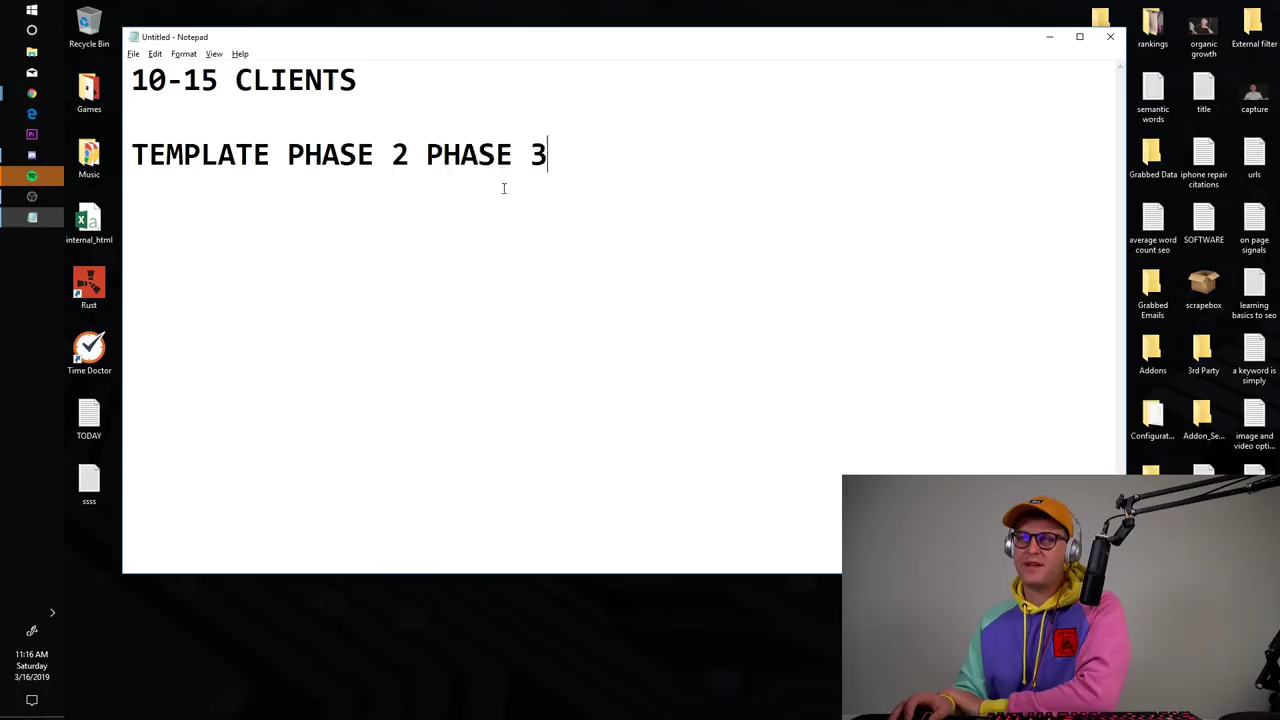 Recycle Bin
Games
Music
internal_html
Rust
Time Doctor
TODAY
ssss
11:16 AM
Saturday
3/16/2019
Untitled - Notepad
File Edit Format View Help
10-15 CLIENTS
TEMPLATE PHASE 2 PHASE 3
rankings
organic
growth
External filter
semantic
words
title
capture
Grabbed Data
iphone repair
citations
urls
average word
count seo
SOFTWARE
on page
signals
Grabbed
Emails
scrapebox
learning
basics to seo
Addons
3rd Party
a keyword is
simply
Configurat...
Addon_Se...
image and
video opti...